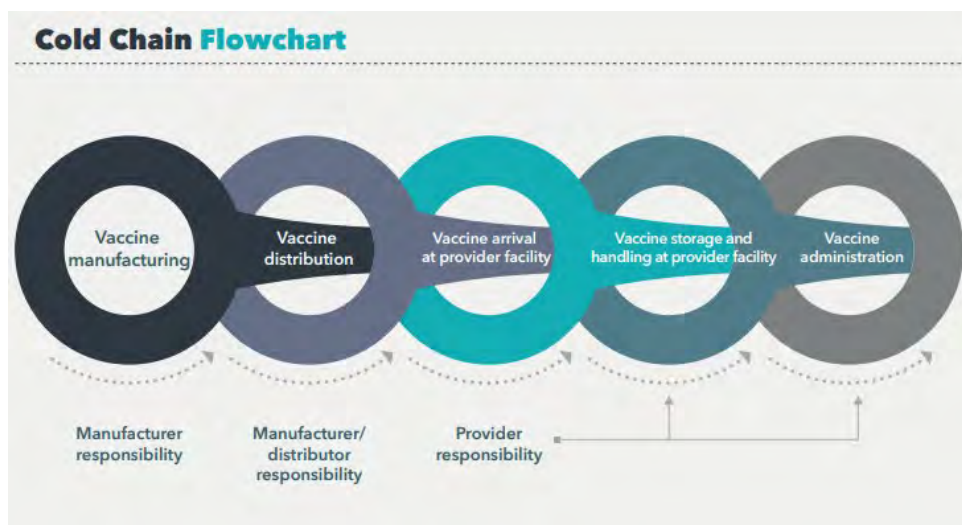 Cold Chain Flowchart
Vaccine
manufacturing
Vaccine
distribution
Vaccine arrival
at provider facility
Vaccine storage and
handling at provider facility
Vaccine
administration
Manufacturer
responsibility
Manufacturer/
distributor
responsibility
Provider
responsibility